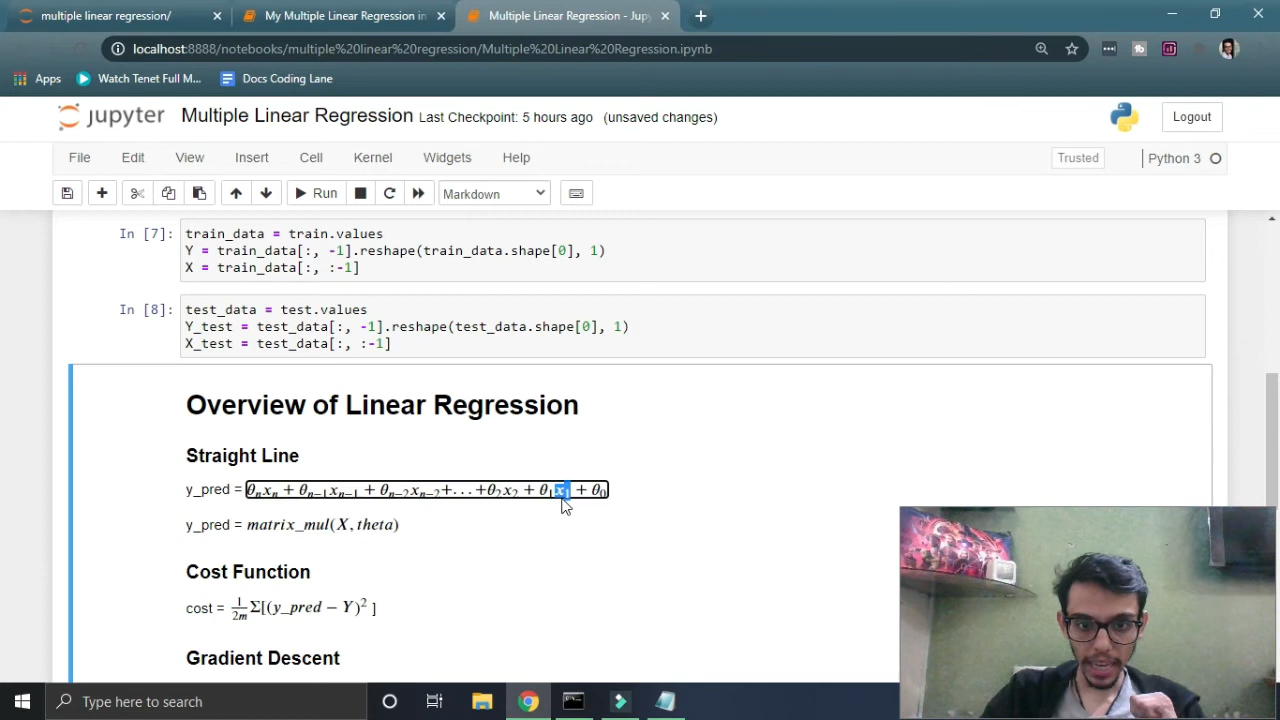 multiple linear regression/
My Multiple Linear Regression in
Multiple Linear Regression - Jup
localhost:8888/notebooks/multiple%20linear%20regression/Multiple%20Linear%20Regression.ipynb
Apps
Watch Tenet Full M...
Docs Coding Lane
jupyter
Multiple Linear Regression Last Checkpoint: 5 hours ago (unsaved changes)
Logout
File Edit View Insert Cell Kernel Widgets Help
Trusted
Python 3
Run
Markdown
In [7]: train_data = train.values
Y = train_data[:, -1].reshape(train_data.shape[0], 1)
X = train_data[:, :-1]
In [8]: test_data = test.values
Y_test = test_data[:, -1].reshape(test_data.shape[0], 1)
X_test = test_data[:, :-1]
Overview of Linear Regression
Straight Line
y_pred = θₙxₙ + θₙ₋₁xₙ₋₁ + θₙ₋₂xₙ₋₂+...+θ₂x₂ + θ₁x₁ + θ₀
y_pred = matrix_mul(X, theta)
Cost Function
cost = 1/2m Σ[(y_pred − Y)² ]
Gradient Descent
Type here to search